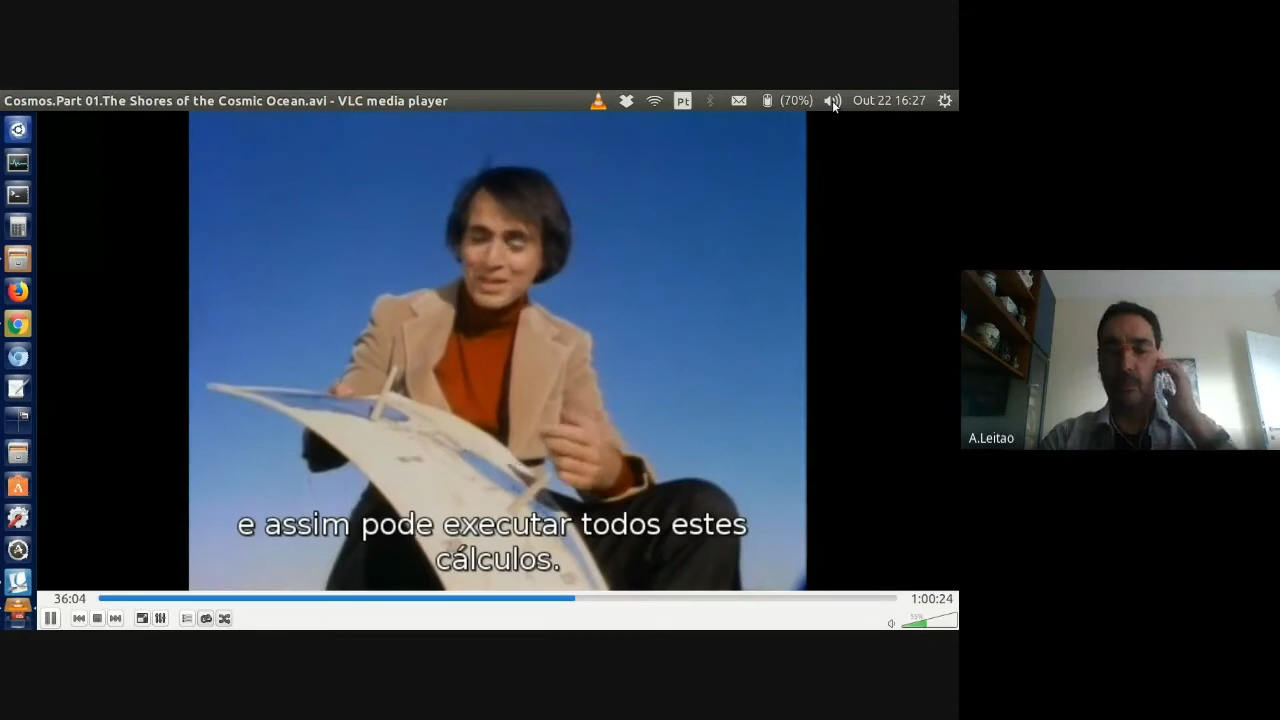 Cosmos.Part 01.The Shores of the Cosmic Ocean.avi - VLC media player
Pt
(70%)
Out 22 16:27
e assim pode executar todos estes
cálculos.
A.Leitao
36:04
1:00:24
55%